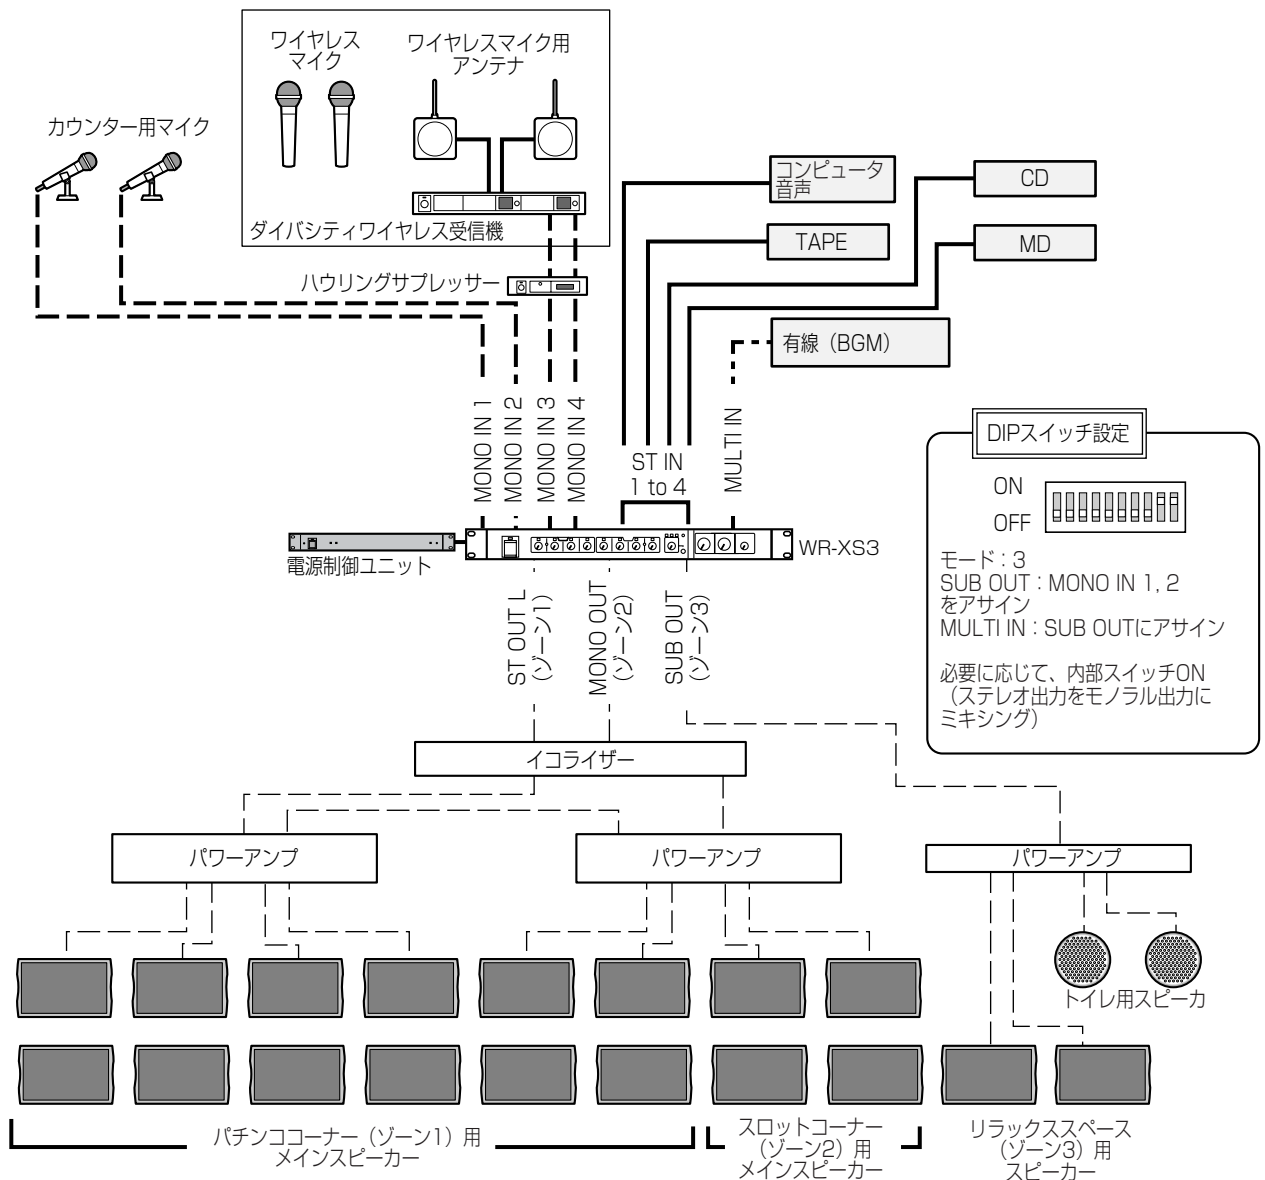 ワイヤレス
マイク
ワイヤレスマイク用
アンテナ
カウンター用マイク
ダイバシティワイヤレス受信機
ハウリングサプレッサー
コンピュータ
音声
CD
TAPE
MD
有線（BGM）
MONO IN 1
MONO IN 2
MONO IN 3
MONO IN 4
ST IN
1 to 4
MULTI IN
電源制御ユニット
WR-XS3
DIPスイッチ設定
ON
OFF
モード：3
SUB OUT：MONO IN 1, 2
をアサイン
MULTI IN：SUB OUTにアサイン
必要に応じて、内部スイッチON
（ステレオ出力をモノラル出力に
ミキシング）
ST OUT L
（ゾーン1）
MONO OUT
（ゾーン2）
SUB OUT
（ゾーン3）
イコライザー
パワーアンプ
パワーアンプ
パワーアンプ
トイレ用スピーカ
パチンココーナー（ゾーン1）用
メインスピーカー
スロットコーナー
（ゾーン2）用
メインスピーカー
リラックススペース
（ゾーン3）用
スピーカー